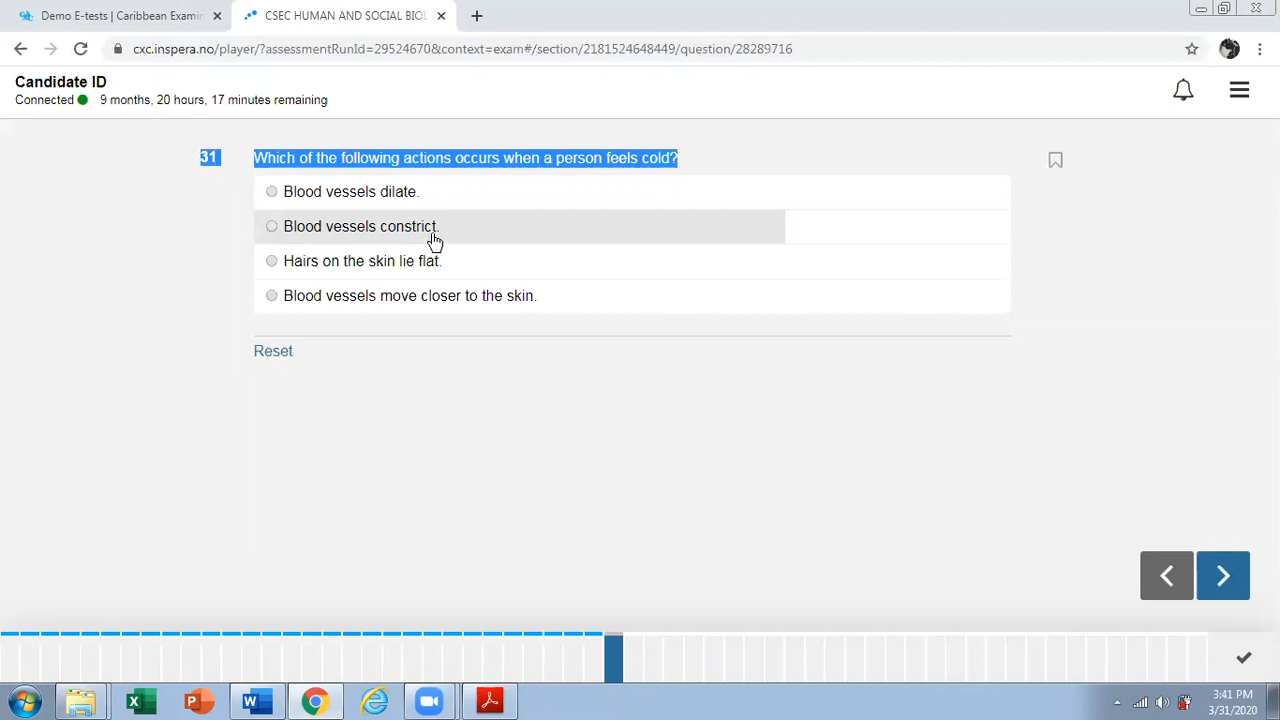 Demo E-tests | Caribbean Examin
CSEC HUMAN AND SOCIAL BIOL
cxc.inspera.no/player/?assessmentRunId=29524670&context=exam#/section/2181524648449/question/28289716
Candidate ID
Connected 9 months, 20 hours, 17 minutes remaining
31 Which of the following actions occurs when a person feels cold?
Blood vessels dilate.
Blood vessels constrict.
Hairs on the skin lie flat.
Blood vessels move closer to the skin.
Reset
3:41 PM
3/31/2020